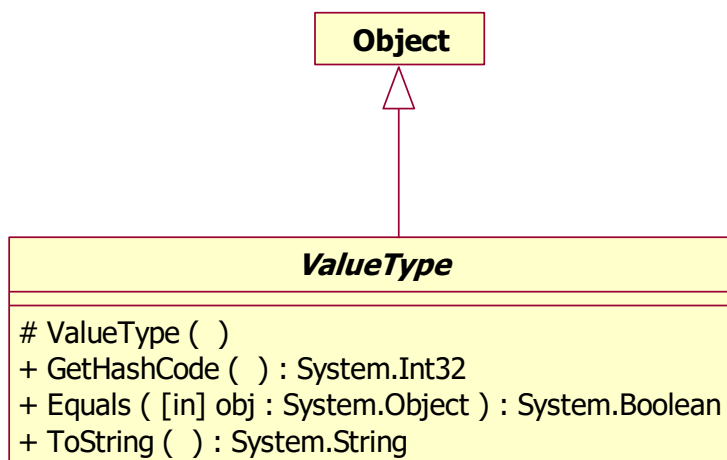 Object
ValueType
# ValueType ( )
+ GetHashCode ( ) : System.Int32
+ Equals ( [in] obj : System.Object ) : System.Boolean
+ ToString ( ) : System.String